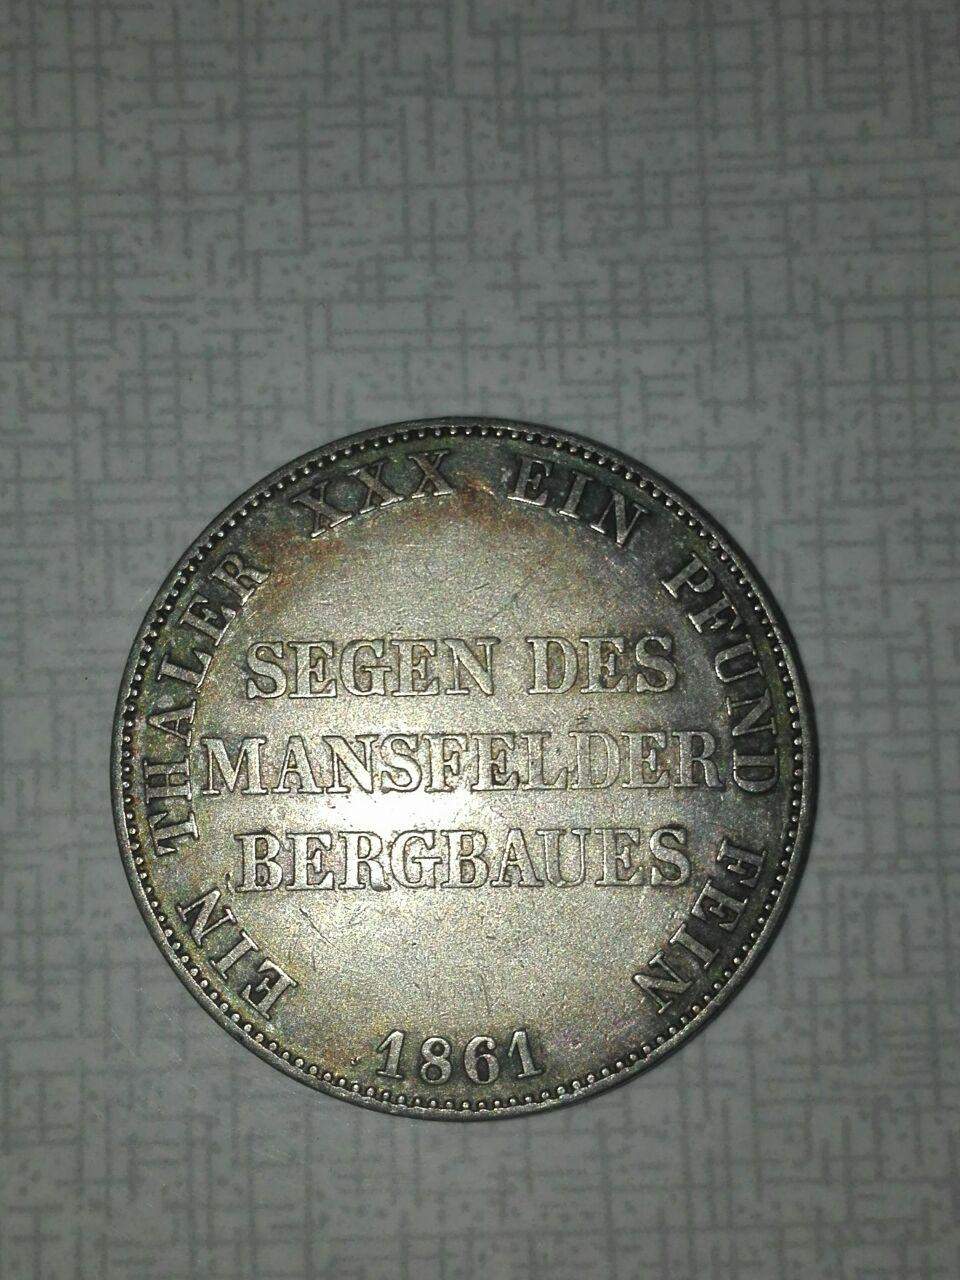 EIN THALER XXX EIN PFUND FEIN
SEGEN DES
MANSFELDER
BERGBAUES
1861